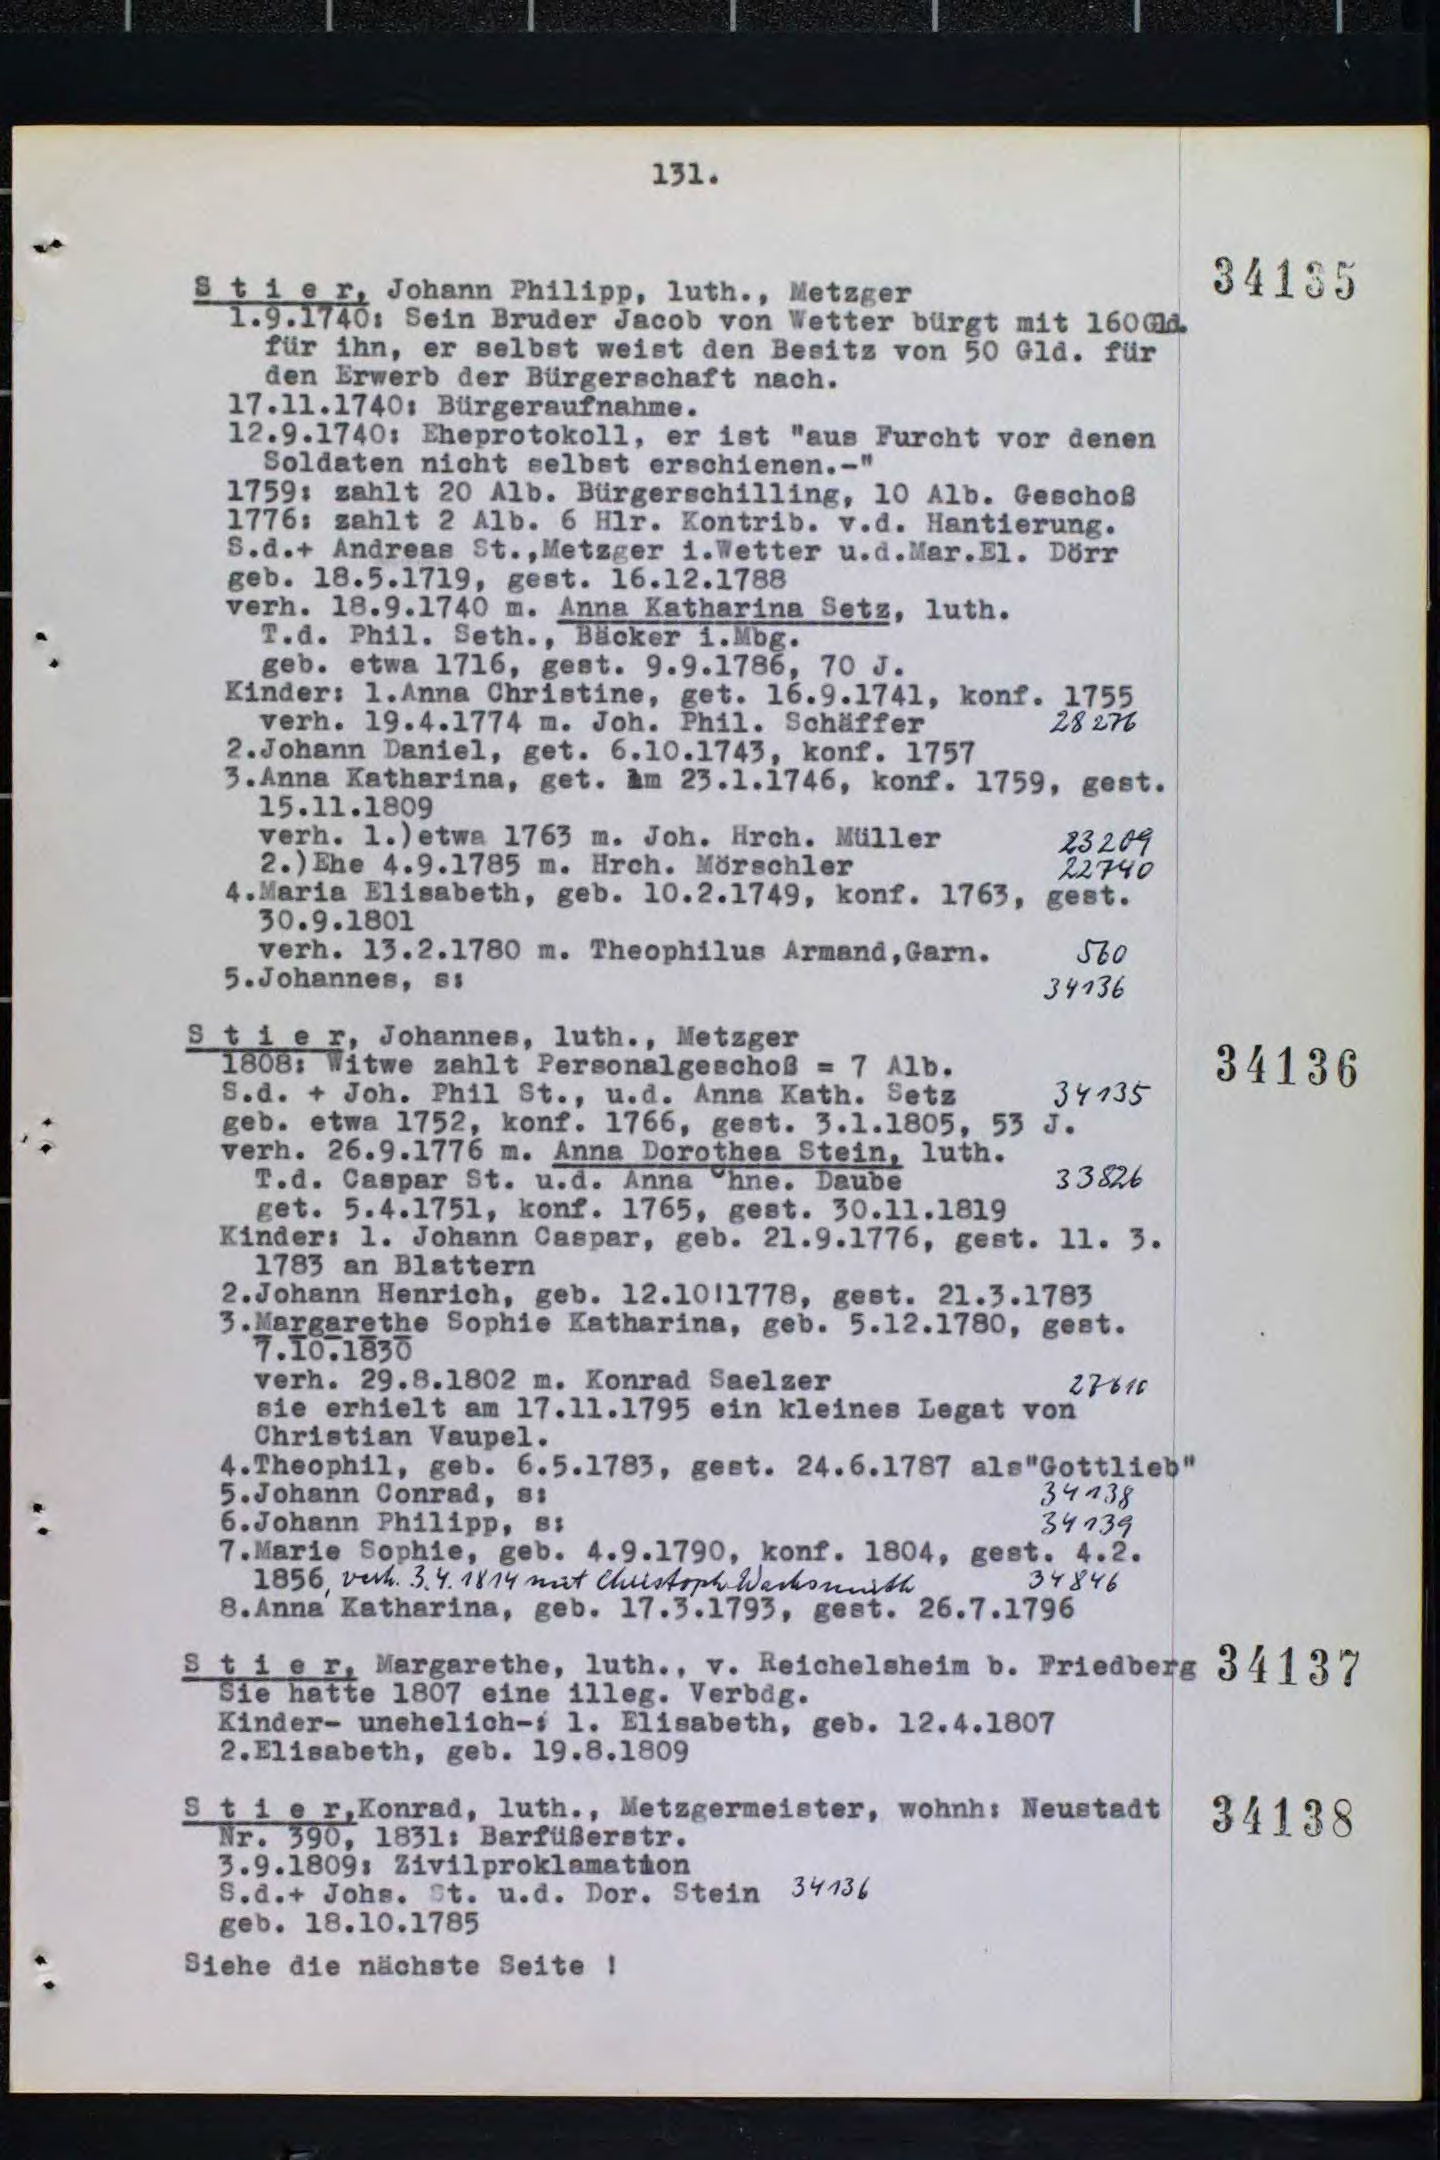 131.
S t i e r, Johann Philipp, luth., Metzger 34135
1.9.1740: Sein Bruder Jacob von Wetter bürgt mit 160Gld.
für ihn, er selbst weist den Besitz von 50 Gld. für
den Erwerb der Bürgerschaft nach.
17.11.1740: Bürgeraufnahme.
12.9.1740: Eheprotokoll, er ist "aus Furcht vor denen
Soldaten nicht selbst erschienen.-"
1759: zahlt 20 Alb. Bürgerschilling, 10 Alb. Geschoß
1776: zahlt 2 Alb. 6 Hlr. Kontrib. v.d. Hantierung.
S.d.+ Andreas St.,Metzger i.Wetter u.d.Mar.El. Dörr
geb. 18.5.1719, gest. 16.12.1788
verh. 18.9.1740 m. Anna Katharina Setz, luth.
T.d. Phil. Seth., Bäcker i.Mbg.
geb. etwa 1716, gest. 9.9.1786, 70 J.
Kinder: 1.Anna Christine, get. 16.9.1741, konf. 1755
verh. 19.4.1774 m. Joh. Phil. Schäffer 28276
2.Johann Daniel, get. 6.10.1743, konf. 1757
3.Anna Katharina, get. am 23.1.1746, konf. 1759, gest.
15.11.1809
verh. 1.)etwa 1763 m. Joh. Hrch. Müller 23209
2.)Ehe 4.9.1785 m. Hrch. Mörschler 22740
4.Maria Elisabeth, geb. 10.2.1749, konf. 1763, gest.
30.9.1801
verh. 13.2.1780 m. Theophilus Armand,Garn. 560
5.Johannes, s: 34136
S t i e r, Johannes, luth., Metzger 34136
1808: Witwe zahlt Personalgeschoß = 7 Alb.
S.d. + Joh. Phil St., u.d. Anna Kath. Setz 34135
geb. etwa 1752, konf. 1766, gest. 3.1.1805, 53 J.
verh. 26.9.1776 m. Anna Dorothea Stein, luth.
T.d. Caspar St. u.d. Anna Chne. Daube 33826
get. 5.4.1751, konf. 1765, gest. 30.11.1819
Kinder: 1. Johann Caspar, geb. 21.9.1776, gest. 11. 3.
1783 an Blattern
2.Johann Henrich, geb. 12.10!1778, gest. 21.3.1783
3.Margarethe Sophie Katharina, geb. 5.12.1780, gest.
7.10.1830
verh. 29.8.1802 m. Konrad Saelzer 27610
sie erhielt am 17.11.1795 ein kleines Legat von
Christian Vaupel.
4.Theophil, geb. 6.5.1783, gest. 24.6.1787 als"Gottlieb"
5.Johann Conrad, s: 34138
6.Johann Philipp, s: 34139
7.Marie Sophie, geb. 4.9.1790, konf. 1804, gest. 4.2.
1856, verh. 3.4.1814 mit Christoph Wachsmuth 34846
8.Anna Katharina, geb. 17.3.1793, gest. 26.7.1796
S t i e r, Margarethe, luth., v. Reichelsheim b. Friedberg 34137
Sie hatte 1807 eine illeg. Verbdg.
Kinder- unehelich-: 1. Elisabeth, geb. 12.4.1807
2.Elisabeth, geb. 19.8.1809
S t i e r,Konrad, luth., Metzgermeister, wohnh: Neustadt 34138
Nr. 390, 1831: Barfüßerstr.
3.9.1809: Zivilproklamation
S.d.+ Johs. St. u.d. Dor. Stein 34136
geb. 18.10.1785
Siehe die nächste Seite !